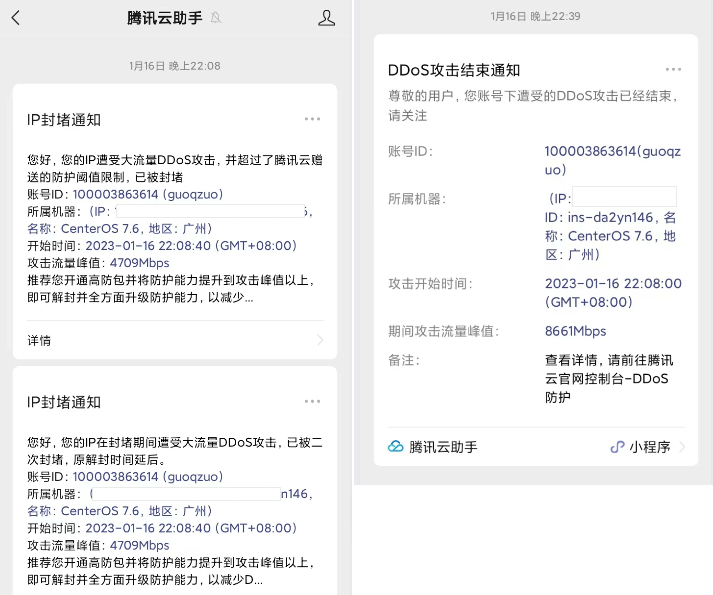 腾讯云助手
1月16日 晚上22:08
IP封堵通知
您好，您的IP遭受大流量DDoS攻击，并超过了腾讯云赠
送的防护阈值限制，已被封堵
账号ID: 100003863614 (guoqzuo)
所属机器:（IP:
名称: CenterOS 7.6, 地区: 广州）
开始时间: 2023-01-16 22:08:40 (GMT+08:00)
攻击流量峰值: 4709Mbps
推荐您开通高防包并将防护能力提升到攻击峰值以上，
即可解封并全方面升级防护能力，以减少...
详情
IP封堵通知
您好，您的IP在封堵期间遭受大流量DDoS攻击，已被二
次封堵，原解封时间延后。
账号ID: 100003863614 (guoqzuo)
所属机器:（ n146,
名称: CenterOS 7.6, 地区: 广州）
开始时间: 2023-01-16 22:08:40 (GMT+08:00)
攻击流量峰值: 4709Mbps
推荐您开通高防包并将防护能力提升到攻击峰值以上，
即可解封并全方面升级防护能力，以减少D...
1月16日 晚上22:39
DDoS攻击结束通知
尊敬的用户，您账号下遭受的DDoS攻击已经结束，
请关注
账号ID: 100003863614(guoqz
uo)
所属机器: （IP:
ID: ins-da2yn146, 名
称: CenterOS 7.6, 地
区: 广州）
攻击开始时间: 2023-01-16 22:08:00
(GMT+08:00)
期间攻击流量峰值: 8661Mbps
备注: 查看详情，请前往腾讯
云官网控制台-DDoS
防护
腾讯云助手 小程序